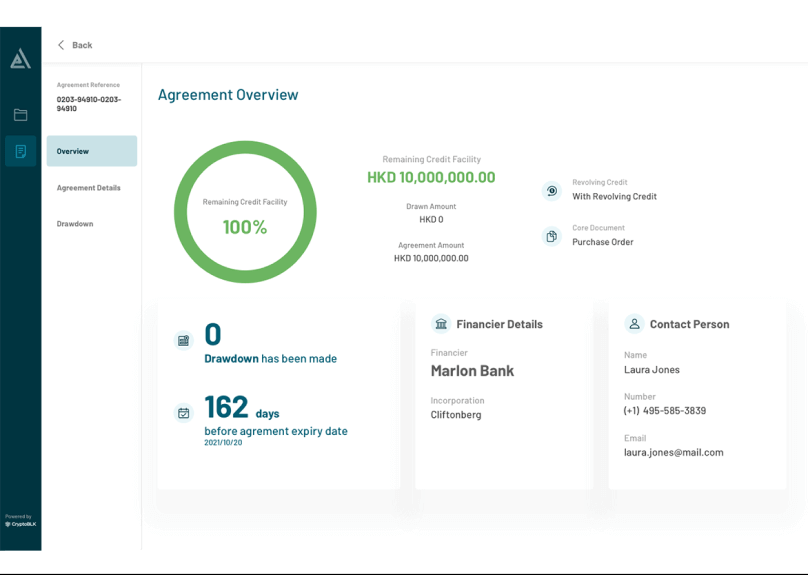 Back
Agreement Reference
0203-94910-0203-
94910
Overview
Agreement Details
Drawdown
Powered by
CryptoBLK
Agreement Overview
Remaining Credit Facility
100%
Remaining Credit Facility
HKD 10,000,000.00
Drawn Amount
HKD 0
Agreement Amount
HKD 10,000,000.00
Revolving Credit
With Revolving Credit
Core Document
Purchase Order
0
Drawdown has been made
162 days
before agrement expiry date
2021/10/20
Financier Details
Financier
Marlon Bank
Incorporation
Cliftonberg
Contact Person
Name
Laura Jones
Number
(+1) 495-585-3839
Email
laura.jones@mail.com